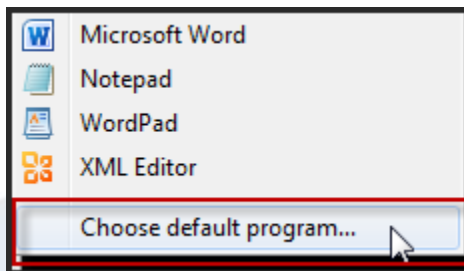 Microsoft Word
Notepad
WordPad
XML Editor
Choose default program...